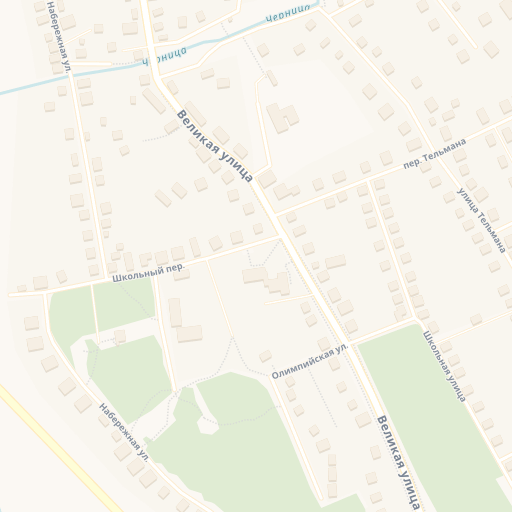 Черниц
Набережная ул.
Черница
Великая улица
пер. Тельмана
улица Тельмана
Школьный пер.
Олимпийская ул.
Школьная улица
Набережная ул.
Великая улица